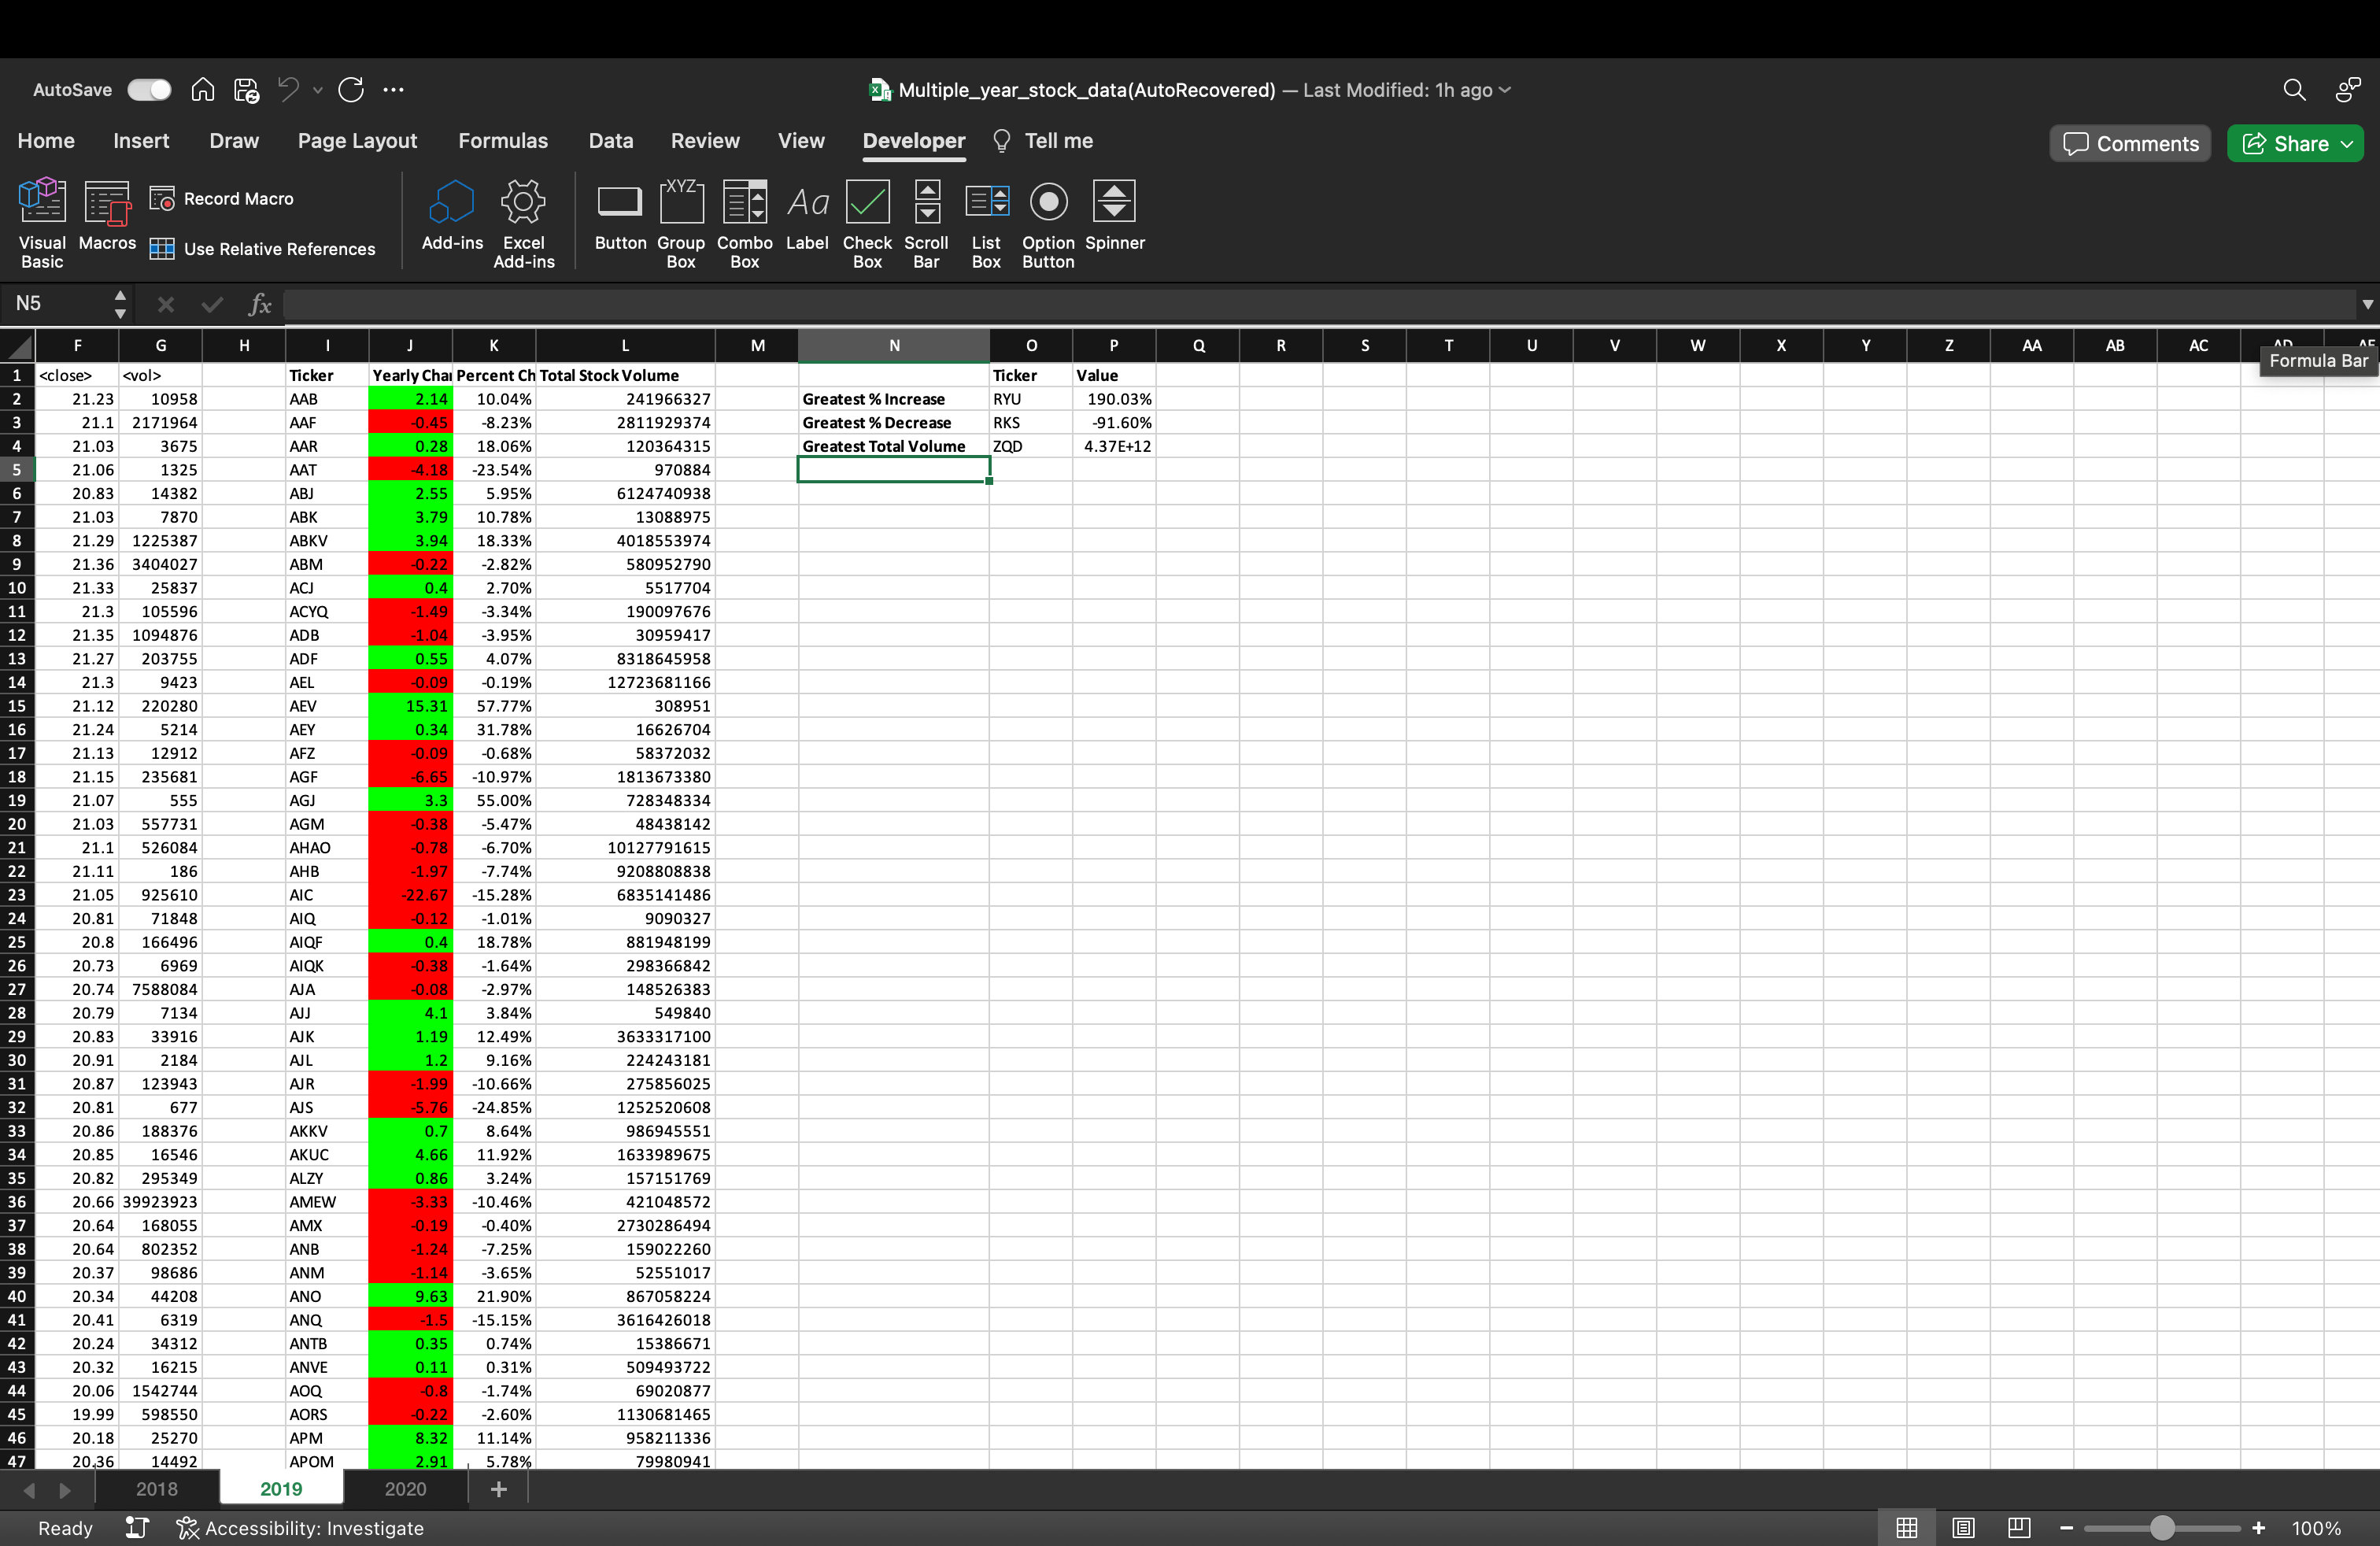 AutoSave
Multiple_year_stock_data(AutoRecovered) — Last Modified: 1h ago
Home Insert Draw Page Layout Formulas Data Review View Developer Tell me
Comments Share
Visual Basic Macros Record Macro Use Relative References Add-ins Excel Add-ins Button XYZ Group Box Combo Box Aa Label Check Box Scroll Bar List Box Option Button Spinner
N5 fx
F G H I J K L M N O P Q R S T U V W X Y Z AA AB AC
Formula Bar
1 <close> <vol> Ticker Yearly Char Percent Ch Total Stock Volume Ticker Value
2 21.23 10958 AAB 2.14 10.04% 241966327 Greatest % Increase RYU 190.03%
3 21.1 2171964 AAF -0.45 -8.23% 2811929374 Greatest % Decrease RKS -91.60%
4 21.03 3675 AAR 0.28 18.06% 120364315 Greatest Total Volume ZQD 4.37E+12
5 21.06 1325 AAT -4.18 -23.54% 970884
6 20.83 14382 ABJ 2.55 5.95% 6124740938
7 21.03 7870 ABK 3.79 10.78% 13088975
8 21.29 1225387 ABKV 3.94 18.33% 4018553974
9 21.36 3404027 ABM -0.22 -2.82% 580952790
10 21.33 25837 ACJ 0.4 2.70% 5517704
11 21.3 105596 ACYQ -1.49 -3.34% 190097676
12 21.35 1094876 ADB -1.04 -3.95% 30959417
13 21.27 203755 ADF 0.55 4.07% 8318645958
14 21.3 9423 AEL -0.09 -0.19% 12723681166
15 21.12 220280 AEV 15.31 57.77% 308951
16 21.24 5214 AEY 0.34 31.78% 16626704
17 21.13 12912 AFZ -0.09 -0.68% 58372032
18 21.15 235681 AGF -6.65 -10.97% 1813673380
19 21.07 555 AGJ 3.3 55.00% 728348334
20 21.03 557731 AGM -0.38 -5.47% 48438142
21 21.1 526084 AHAO -0.78 -6.70% 10127791615
22 21.11 186 AHB -1.97 -7.74% 9208808838
23 21.05 925610 AIC -22.67 -15.28% 6835141486
24 20.81 71848 AIQ -0.12 -1.01% 9090327
25 20.8 166496 AIQF 0.4 18.78% 881948199
26 20.73 6969 AIQK -0.38 -1.64% 298366842
27 20.74 7588084 AJA -0.08 -2.97% 148526383
28 20.79 7134 AJJ 4.1 3.84% 549840
29 20.83 33916 AJK 1.19 12.49% 3633317100
30 20.91 2184 AJL 1.2 9.16% 224243181
31 20.87 123943 AJR -1.99 -10.66% 275856025
32 20.81 677 AJS -5.76 -24.85% 1252520608
33 20.86 188376 AKKV 0.7 8.64% 986945551
34 20.85 16546 AKUC 4.66 11.92% 1633989675
35 20.82 295349 ALZY 0.86 3.24% 157151769
36 20.66 39923923 AMEW -3.33 -10.46% 421048572
37 20.64 168055 AMX -0.19 -0.40% 2730286494
38 20.64 802352 ANB -1.24 -7.25% 159022260
39 20.37 98686 ANM -1.14 -3.65% 52551017
40 20.34 44208 ANO 9.63 21.90% 867058224
41 20.41 6319 ANQ -1.5 -15.15% 3616426018
42 20.24 34312 ANTB 0.35 0.74% 15386671
43 20.32 16215 ANVE 0.11 0.31% 509493722
44 20.06 1542744 AOQ -0.8 -1.74% 69020877
45 19.99 598550 AORS -0.22 -2.60% 1130681465
46 20.18 25270 APM 8.32 11.14% 958211336
47 20.36 14492 APOM 2.91 5.78% 79980941
2018 2019 2020 +
Ready Accessibility: Investigate 100%